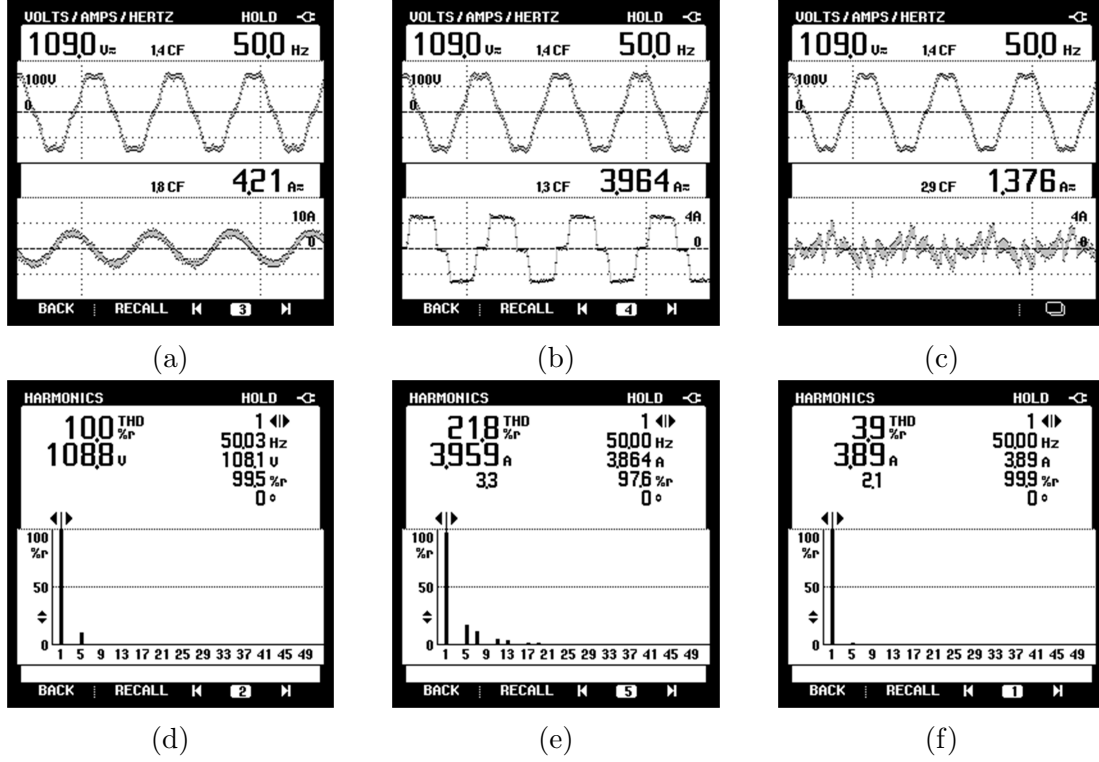 VOLTS/AMPS/HERTZ HOLD
109.0 V≂ 1.4 CF 50.0 Hz
100V
0
1.8 CF 4.21 A≂
10A
0
BACK RECALL 3
(a)
VOLTS/AMPS/HERTZ HOLD
109.0 V≂ 1.4 CF 50.0 Hz
100V
0
1.3 CF 3.964 A≂
4A
0
BACK RECALL 4
(b)
VOLTS/AMPS/HERTZ
109.0 V≂ 1.4 CF 50.0 Hz
100V
0
2.9 CF 1.376 A≂
4A
0
(c)
HARMONICS HOLD
10.0 THD %r 1
50.03 Hz
108.8 V 108.1 V
99.5 %r
0 °
100
%r
50
0
1 5 9 13 17 21 25 29 33 37 41 45 49
BACK RECALL 2
(d)
HARMONICS HOLD
21.8 THD %r 1
50.00 Hz
3.959 A 3.864 A
3.3 97.6 %r
0 °
100
%r
50
0
1 5 9 13 17 21 25 29 33 37 41 45 49
BACK RECALL 5
(e)
HARMONICS HOLD
3.9 THD %r 1
50.00 Hz
3.89 A 3.89 A
2.1 99.9 %r
0 °
100
%r
50
0
1 5 9 13 17 21 25 29 33 37 41 45 49
BACK RECALL 1
(f)